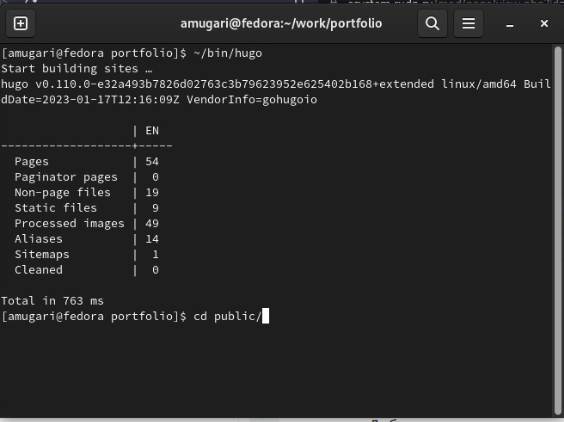 amugari@fedora:~/work/portfolio
[amugari@fedora portfolio]$ ~/bin/hugo
Start building sites …
hugo v0.110.0-e32a493b7826d02763c3b79623952e625402b168+extended linux/amd64 Buil
dDate=2023-01-17T12:16:09Z VendorInfo=gohugoio
| EN
-------------------+-----
Pages | 54
Paginator pages | 0
Non-page files | 19
Static files | 9
Processed images | 49
Aliases | 14
Sitemaps | 1
Cleaned | 0
Total in 763 ms
[amugari@fedora portfolio]$ cd public/